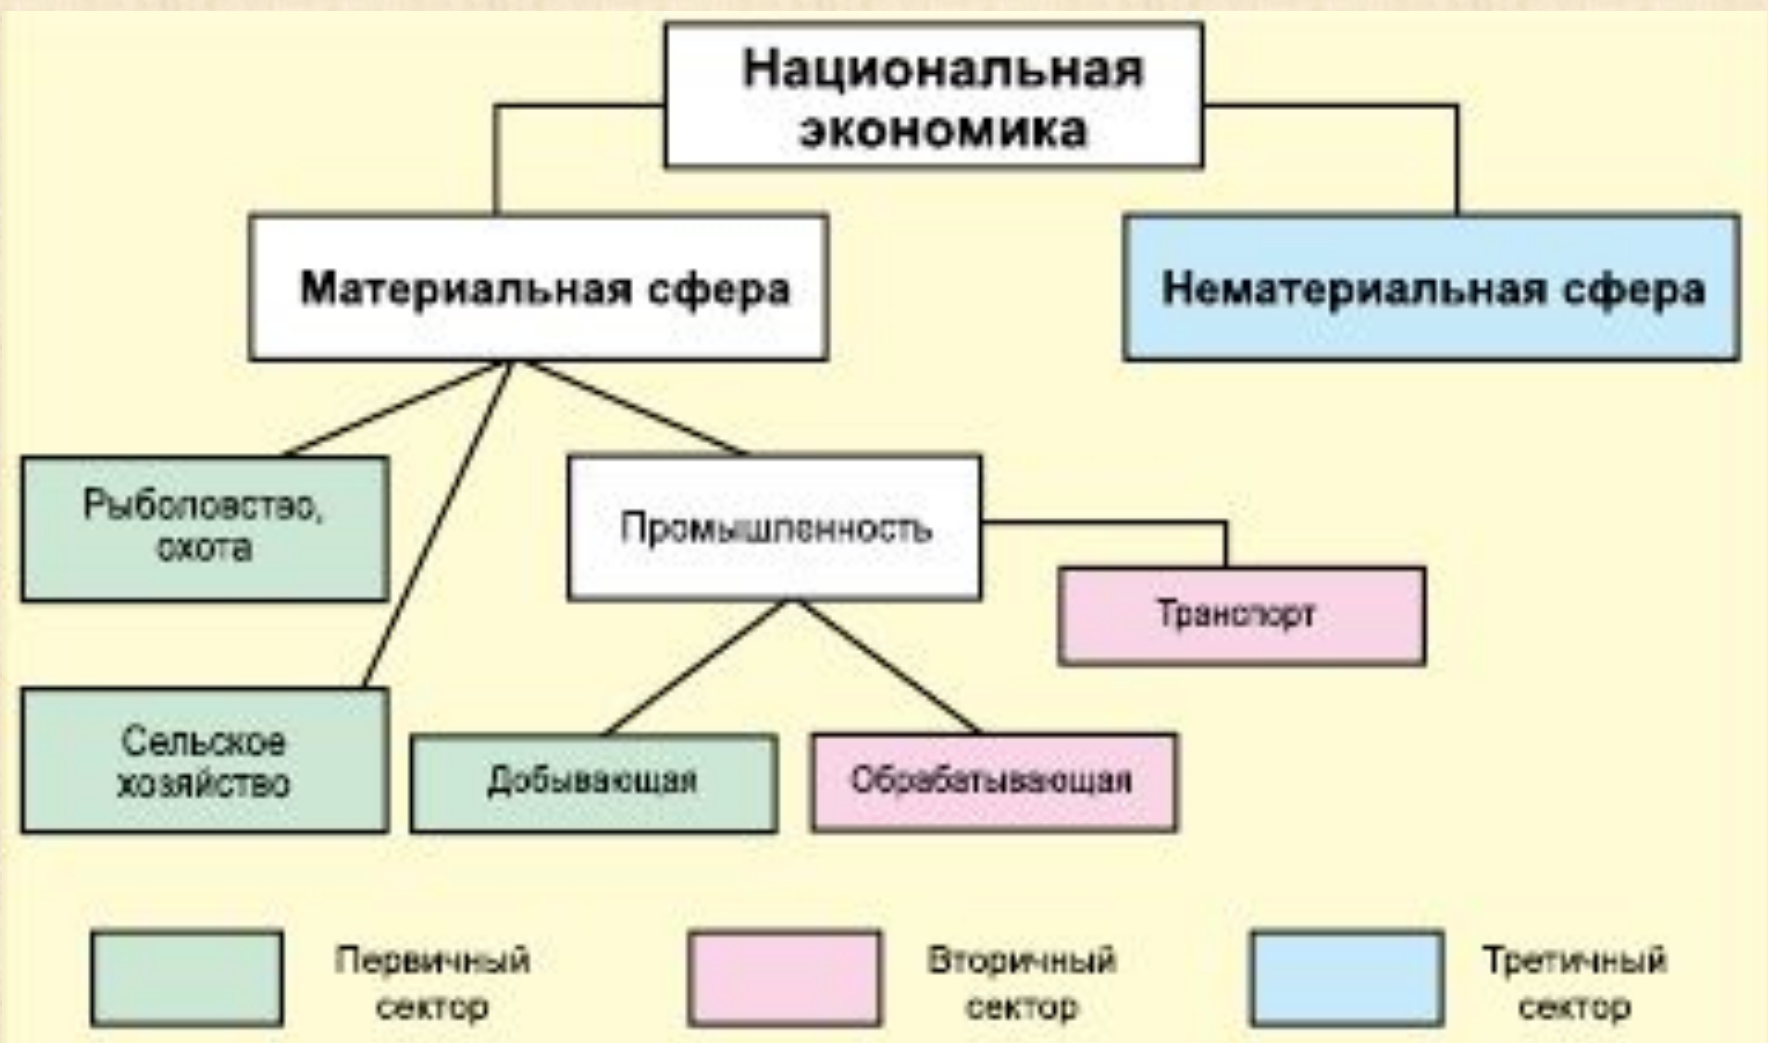 Национальная
экономика
Материальная сфера
Нематериальная сфера
Рыболовство,
охота
Промышленность
Транспорт
Сельское
хозяйство
Добывающая
Обрабатывающая
Первичный
сектор
Вторичный
сектор
Третичный
сектор